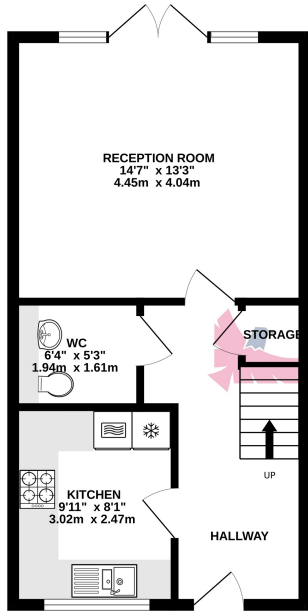 RECEPTION ROOM
14'7" x 13'3"
4.45m x 4.04m
STORAGE
WC
6'4" x 5'3"
1.94m x 1.61m
UP
KITCHEN
9'11" x 8'1"
3.02m x 2.47m
HALLWAY